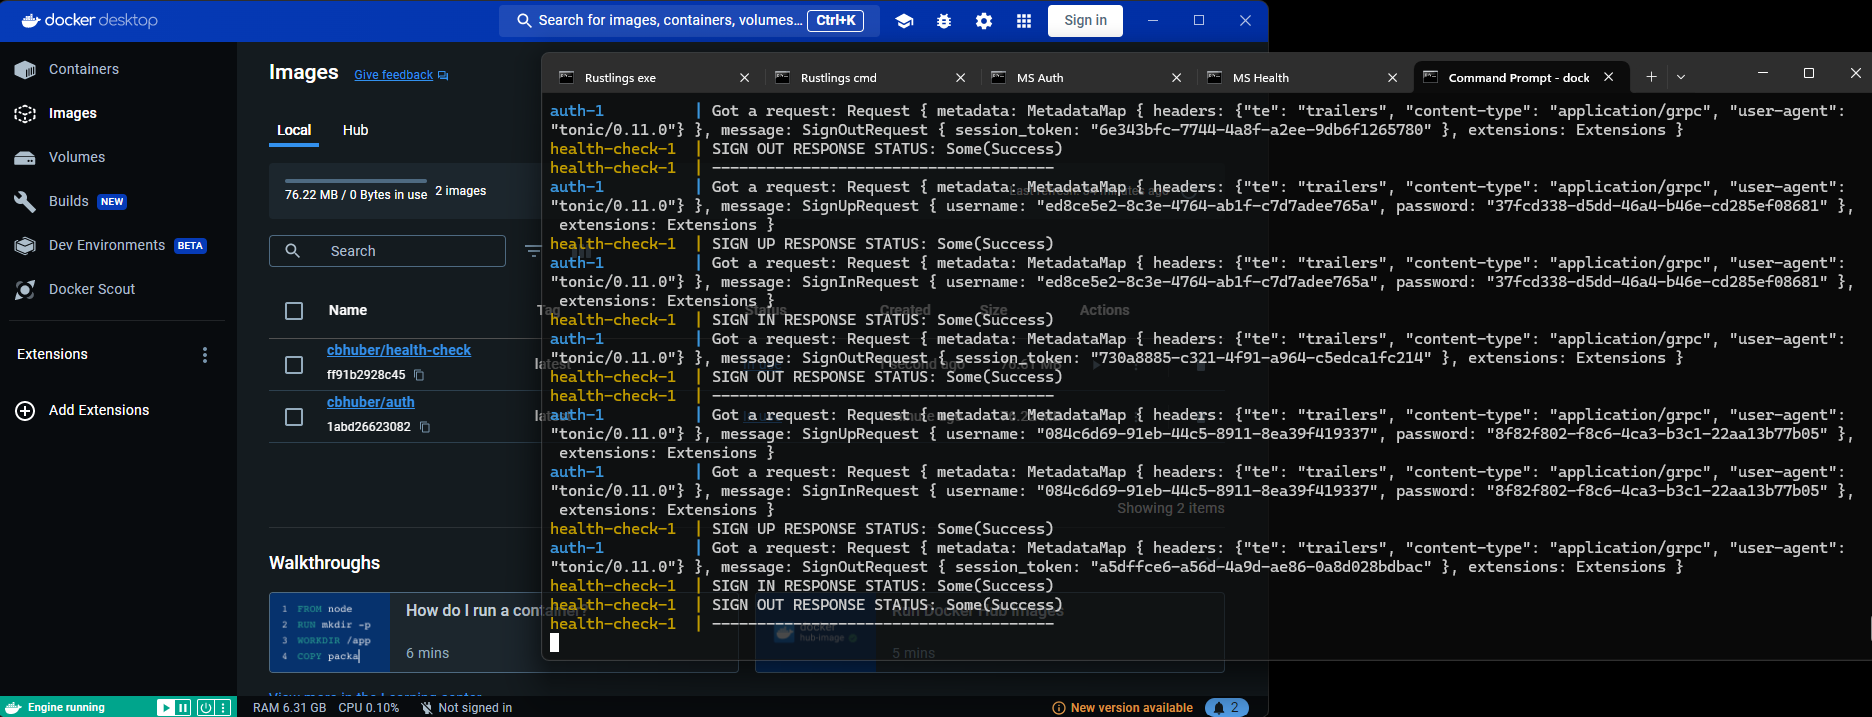 docker desktop
Search for images, containers, volumes... Ctrl+K
Sign in
Containers
Images
Volumes
Builds NEW
Dev Environments BETA
Docker Scout
Extensions
Add Extensions
Images Give feedback
Local Hub
76.22 MB / 0 Bytes in use 2 images
Search
Name Tag Status Created Size Actions
cbhuber/health-check
ff91b2928c45
cbhuber/auth
1abd26623082
Showing 2 items
Walkthroughs
1 FROM node
2 RUN mkdir -p
3 WORKDIR /app
4 COPY packa
How do I run a container?
6 mins
Run Docker Hub images
docker
hub-image
5 mins
View more in the Learning center
Engine running
RAM 6.31 GB CPU 0.10% Not signed in
New version available 2
Rustlings exe Rustlings cmd MS Auth MS Health Command Prompt - dock
auth-1 | Got a request: Request { metadata: MetadataMap { headers: {"te": "trailers", "content-type": "application/grpc", "user-agent":
"tonic/0.11.0"} }, message: SignOutRequest { session_token: "6e343bfc-7744-4a8f-a2ee-9db6f1265780" }, extensions: Extensions }
health-check-1 | SIGN OUT RESPONSE STATUS: Some(Success)
health-check-1 | --------------------------------------
auth-1 | Got a request: Request { metadata: MetadataMap { headers: {"te": "trailers", "content-type": "application/grpc", "user-agent":
"tonic/0.11.0"} }, message: SignUpRequest { username: "ed8ce5e2-8c3e-4764-ab1f-c7d7adee765a", password: "37fcd338-d5dd-46a4-b46e-cd285ef08681" },
extensions: Extensions }
health-check-1 | SIGN UP RESPONSE STATUS: Some(Success)
auth-1 | Got a request: Request { metadata: MetadataMap { headers: {"te": "trailers", "content-type": "application/grpc", "user-agent":
"tonic/0.11.0"} }, message: SignInRequest { username: "ed8ce5e2-8c3e-4764-ab1f-c7d7adee765a", password: "37fcd338-d5dd-46a4-b46e-cd285ef08681" },
extensions: Extensions }
health-check-1 | SIGN IN RESPONSE STATUS: Some(Success)
auth-1 | Got a request: Request { metadata: MetadataMap { headers: {"te": "trailers", "content-type": "application/grpc", "user-agent":
"tonic/0.11.0"} }, message: SignOutRequest { session_token: "730a8885-c321-4f91-a964-c5edca1fc214" }, extensions: Extensions }
health-check-1 | SIGN OUT RESPONSE STATUS: Some(Success)
health-check-1 | --------------------------------------
auth-1 | Got a request: Request { metadata: MetadataMap { headers: {"te": "trailers", "content-type": "application/grpc", "user-agent":
"tonic/0.11.0"} }, message: SignUpRequest { username: "084c6d69-91eb-44c5-8911-8ea39f419337", password: "8f82f802-f8c6-4ca3-b3c1-22aa13b77b05" },
extensions: Extensions }
auth-1 | Got a request: Request { metadata: MetadataMap { headers: {"te": "trailers", "content-type": "application/grpc", "user-agent":
"tonic/0.11.0"} }, message: SignInRequest { username: "084c6d69-91eb-44c5-8911-8ea39f419337", password: "8f82f802-f8c6-4ca3-b3c1-22aa13b77b05" },
extensions: Extensions }
health-check-1 | SIGN UP RESPONSE STATUS: Some(Success)
auth-1 | Got a request: Request { metadata: MetadataMap { headers: {"te": "trailers", "content-type": "application/grpc", "user-agent":
"tonic/0.11.0"} }, message: SignOutRequest { session_token: "a5dffce6-a56d-4a9d-ae86-0a8d028bdbac" }, extensions: Extensions }
health-check-1 | SIGN IN RESPONSE STATUS: Some(Success)
health-check-1 | SIGN OUT RESPONSE STATUS: Some(Success)
health-check-1 | --------------------------------------